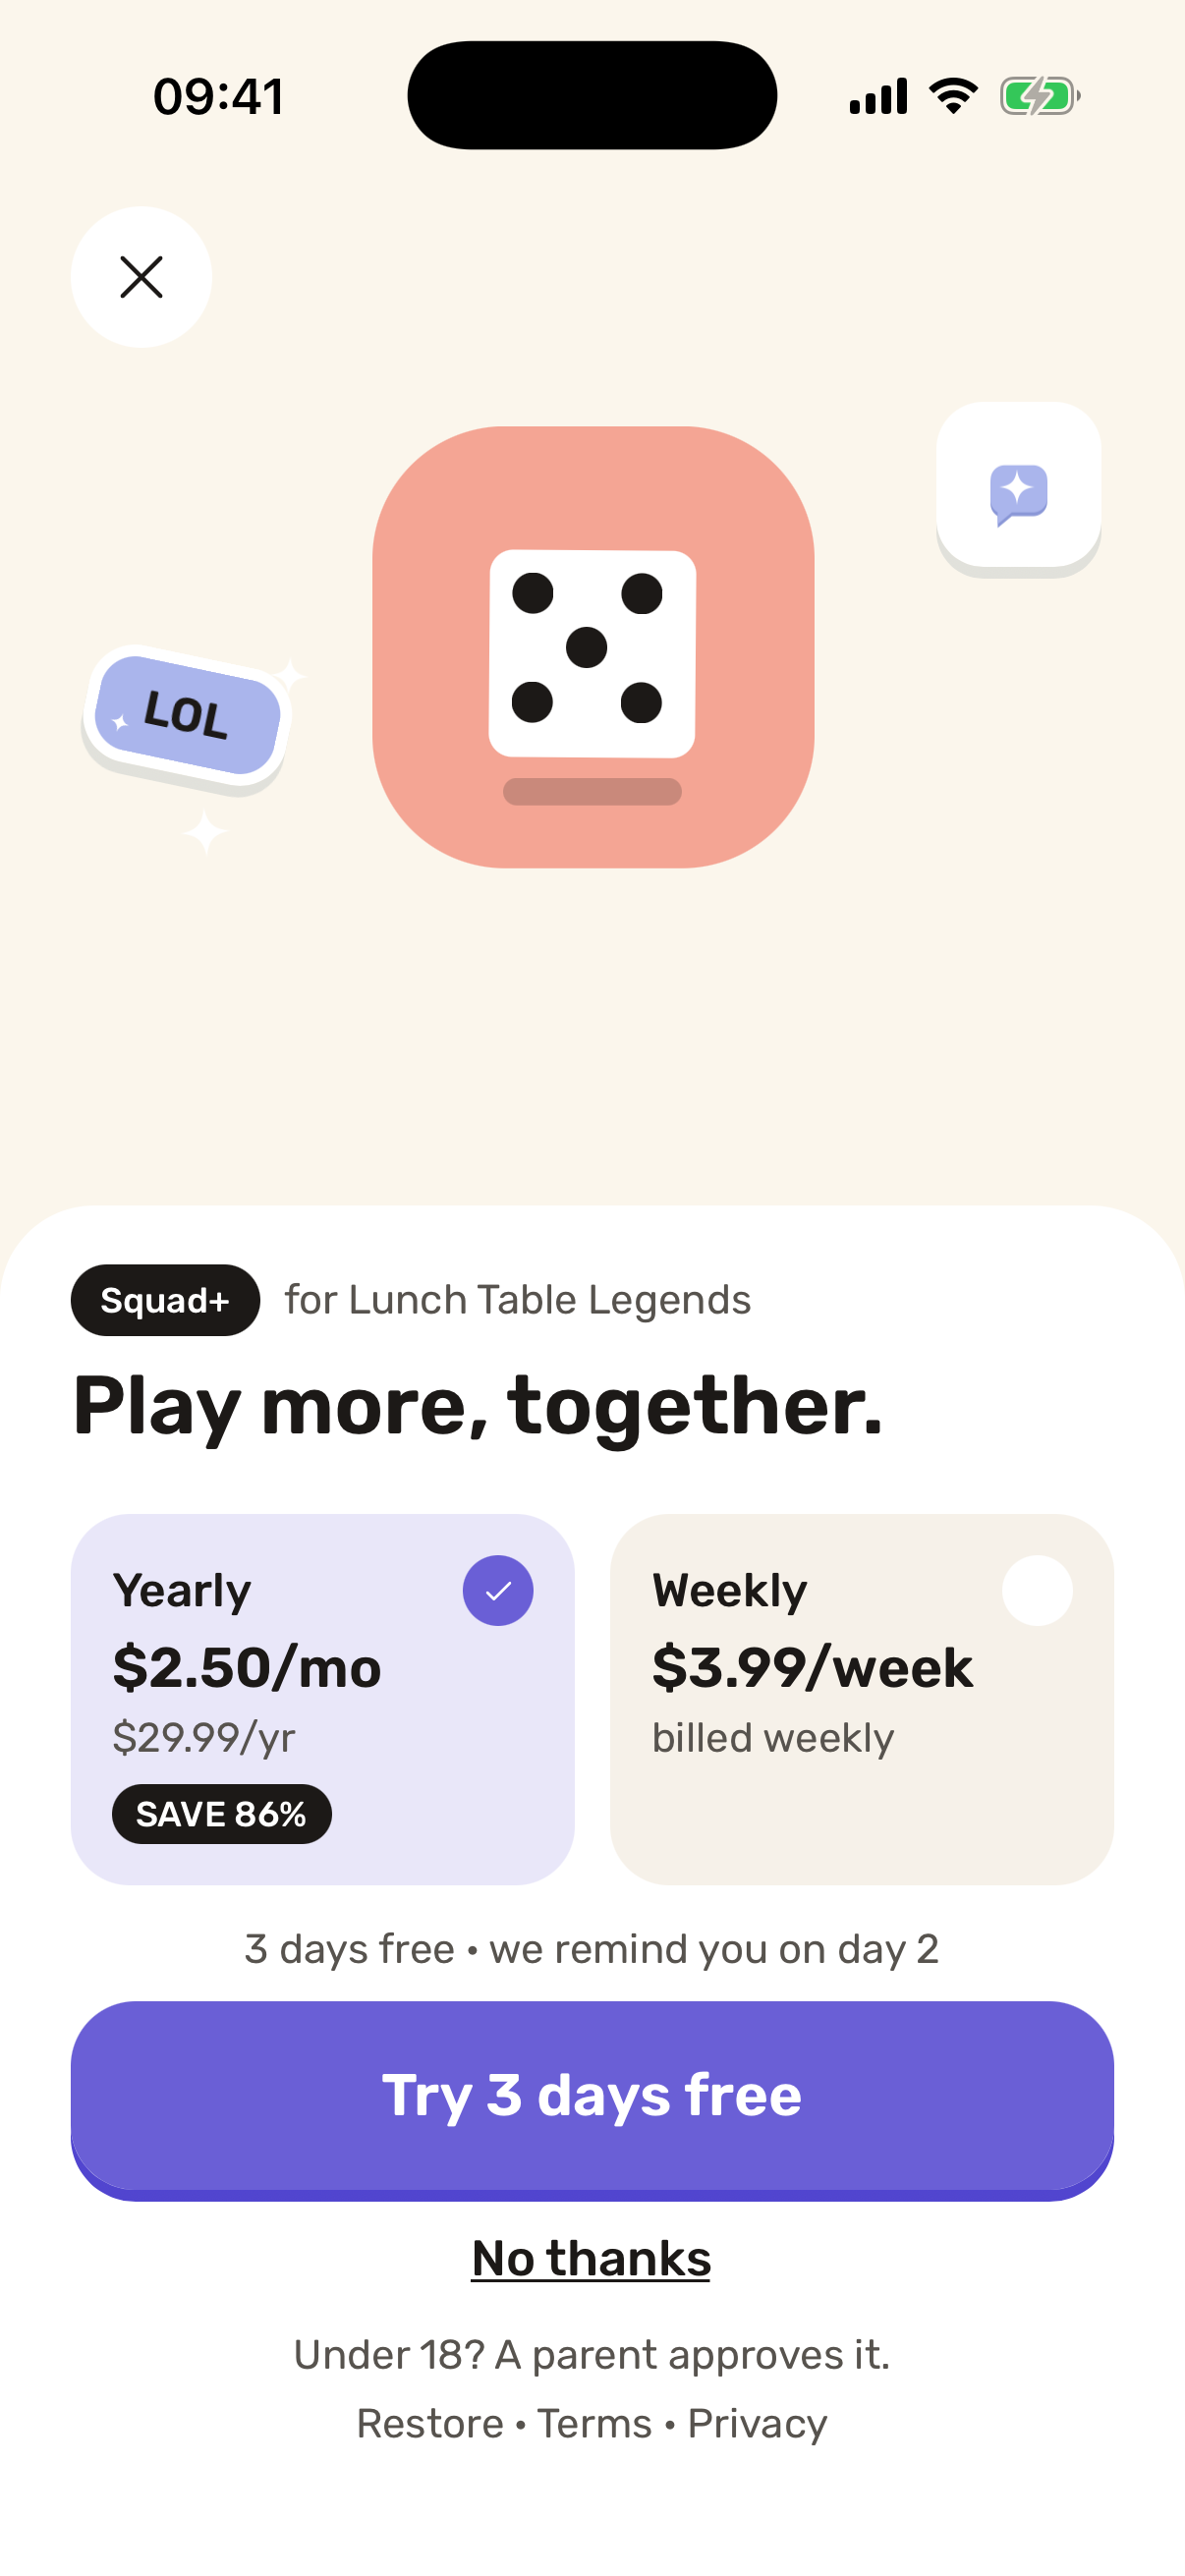 09:41
LOL
Squad+ for Lunch Table Legends
Play more, together.
Yearly
$2.50/mo
$29.99/yr
SAVE 86%
Weekly
$3.99/week
billed weekly
3 days free • we remind you on day 2
Try 3 days free
No thanks
Under 18? A parent approves it.
Restore • Terms • Privacy